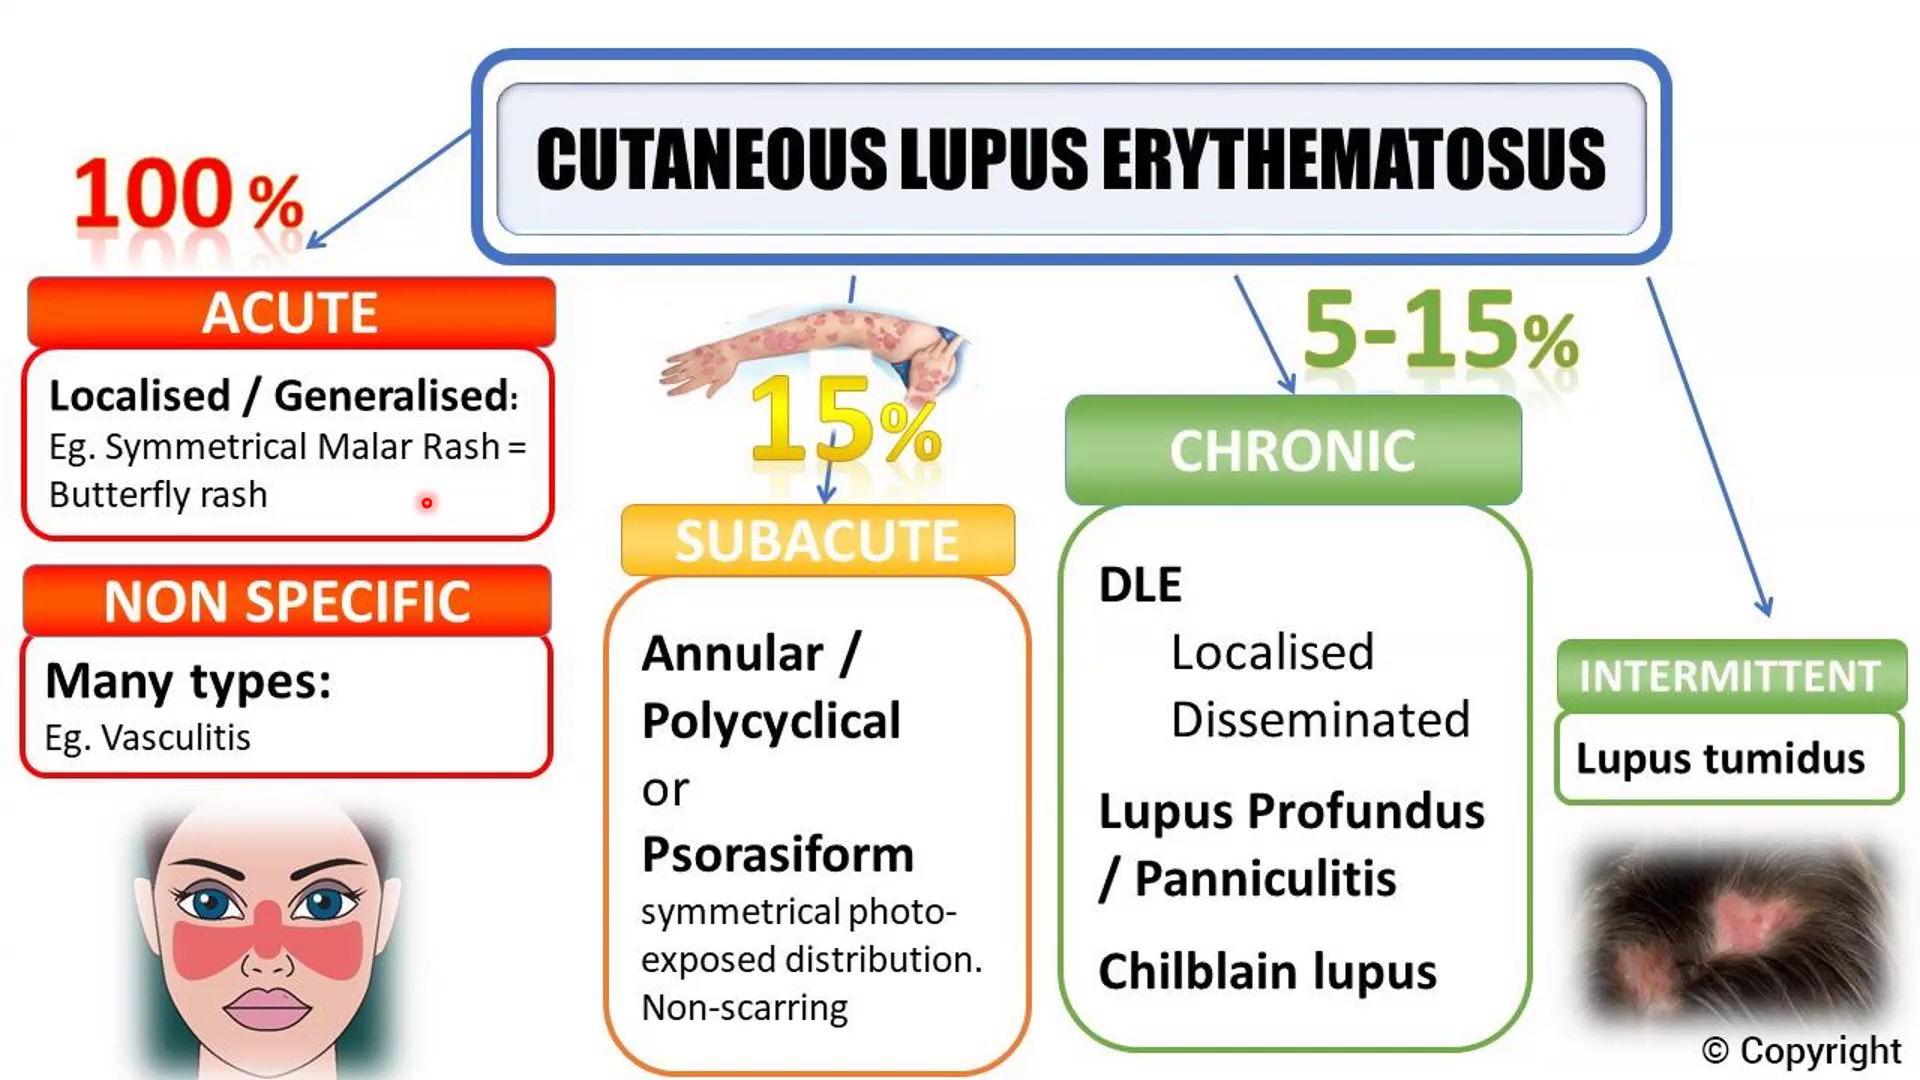 CUTANEOUS LUPUS ERYTHEMATOSUS
100 %
ACUTE
Localised / Generalised:
Eg. Symmetrical Malar Rash =
Butterfly rash
NON SPECIFIC
Many types:
Eg. Vasculitis
15%
SUBACUTE
Annular /
Polycyclical
or
Psorasiform
symmetrical photo-
exposed distribution.
Non-scarring
5-15%
CHRONIC
DLE
Localised
Disseminated
Lupus Profundus
/ Panniculitis
Chilblain lupus
INTERMITTENT
Lupus tumidus
© Copyright